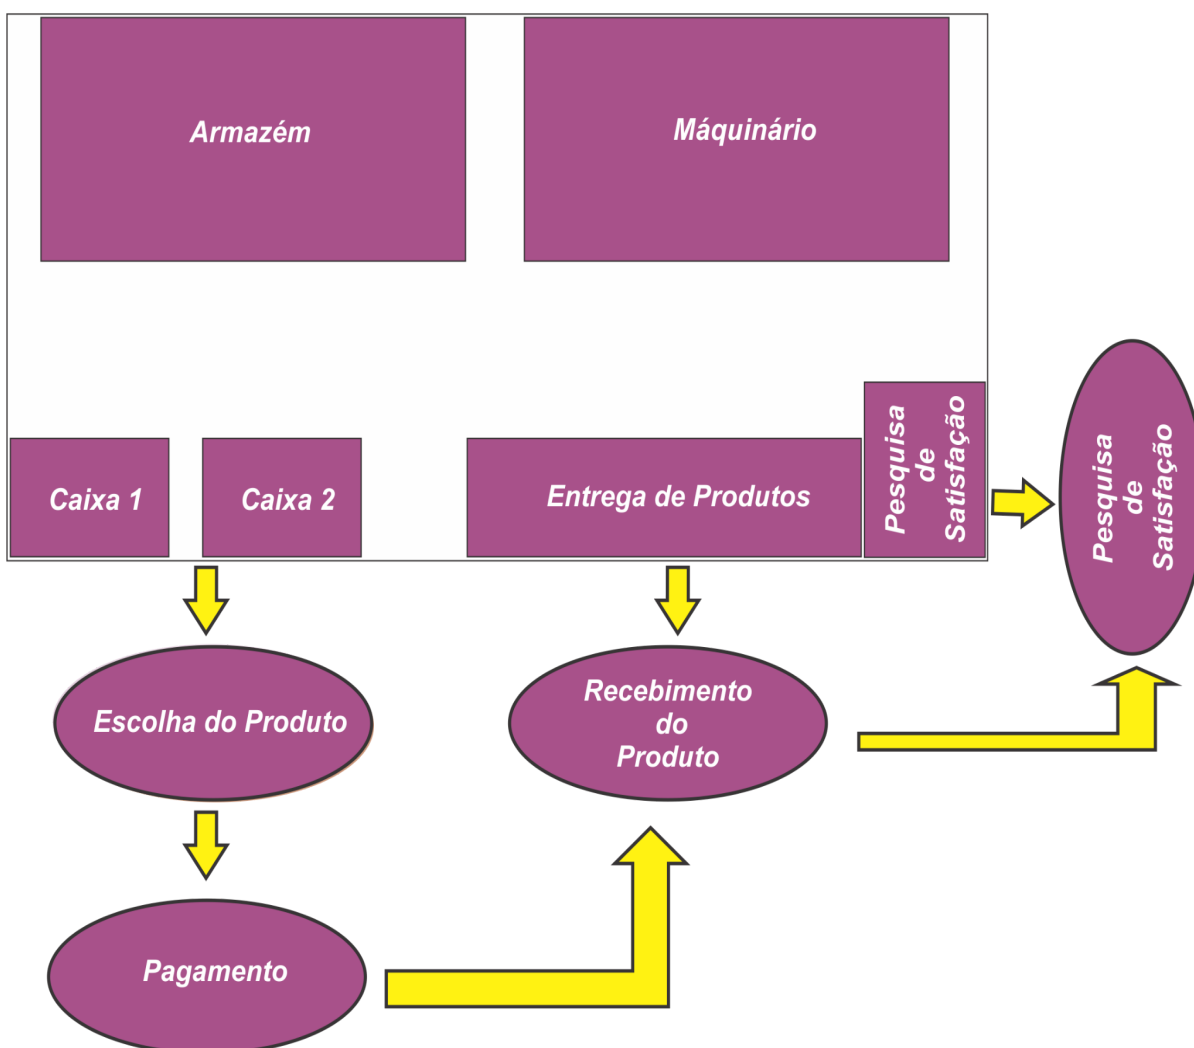 Armazém
Máquinário
Caixa 1
Caixa 2
Entrega de Produtos
Pesquisa
de
Satisfação
Pesquisa
de
Satisfação
Escolha do Produto
Recebimento
do
Produto
Pagamento